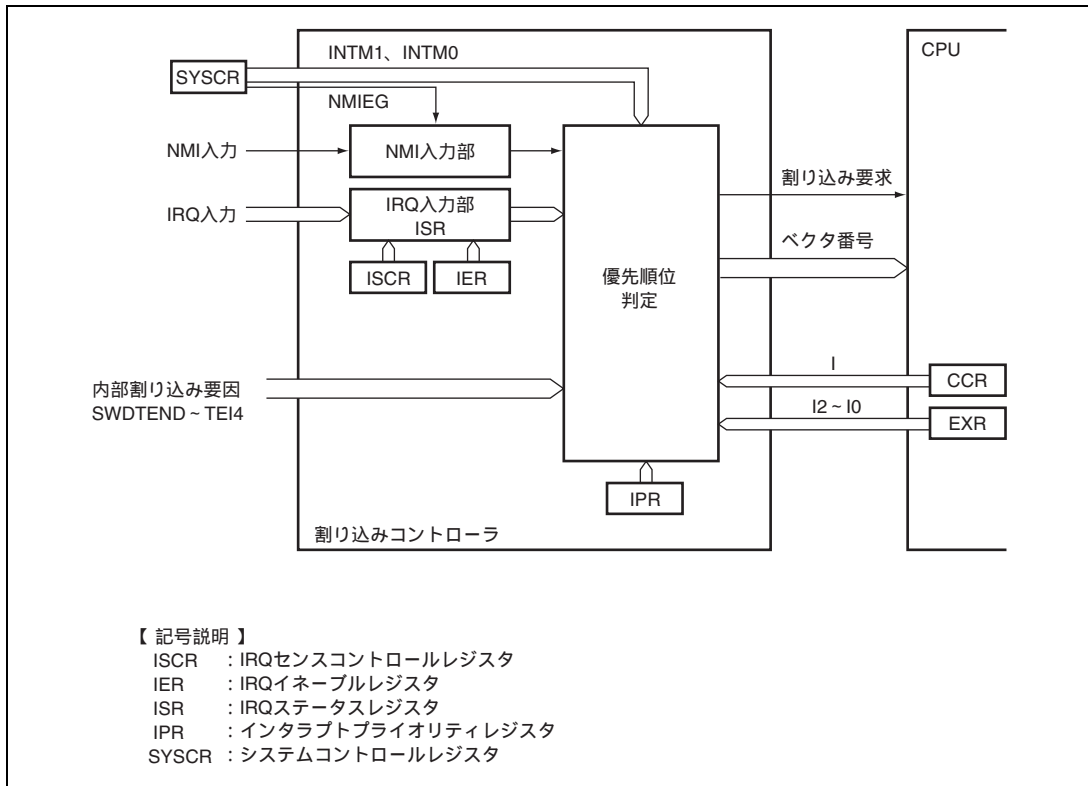 INTM1、INTM0
CPU
SYSCR
NMIEG
NMI入力
NMI入力部
割り込み要求
IRQ入力
IRQ入力部
ISR
ベクタ番号
ISCR
IER
優先順位
判定
I
CCR
内部割り込み要因
SWDTEND~TEI4
I2~I0
EXR
IPR
割り込みコントローラ
【 記号説明 】
ISCR :IRQセンスコントロールレジスタ
IER :IRQイネーブルレジスタ
ISR :IRQステータスレジスタ
IPR :インタラプトプライオリティレジスタ
SYSCR :システムコントロールレジスタ